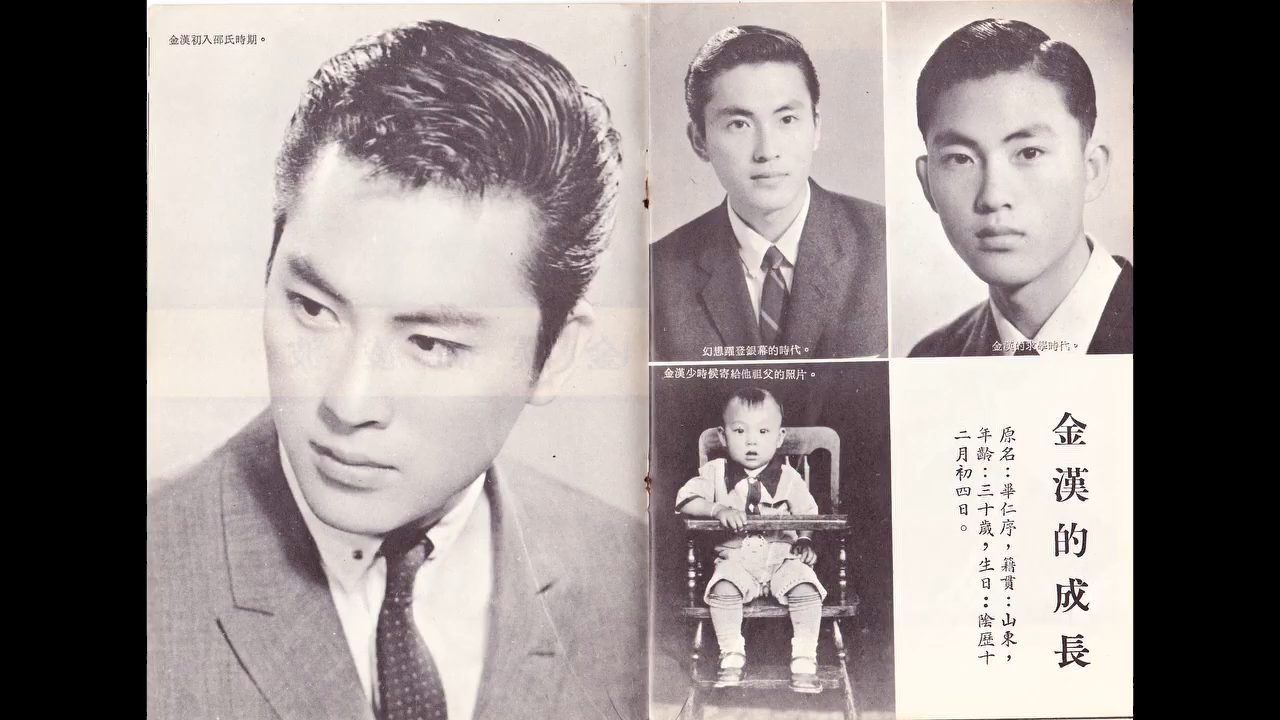 金漢初入邵氏時期。
幻想躍登銀幕的時代。
金漢的求學時代。
金漢少時候寄給他祖父的照片。
金漢的成長
原名：畢仁序，籍貫：山東，
年齡：三十歲，生日：陰歷十
二月初四日。